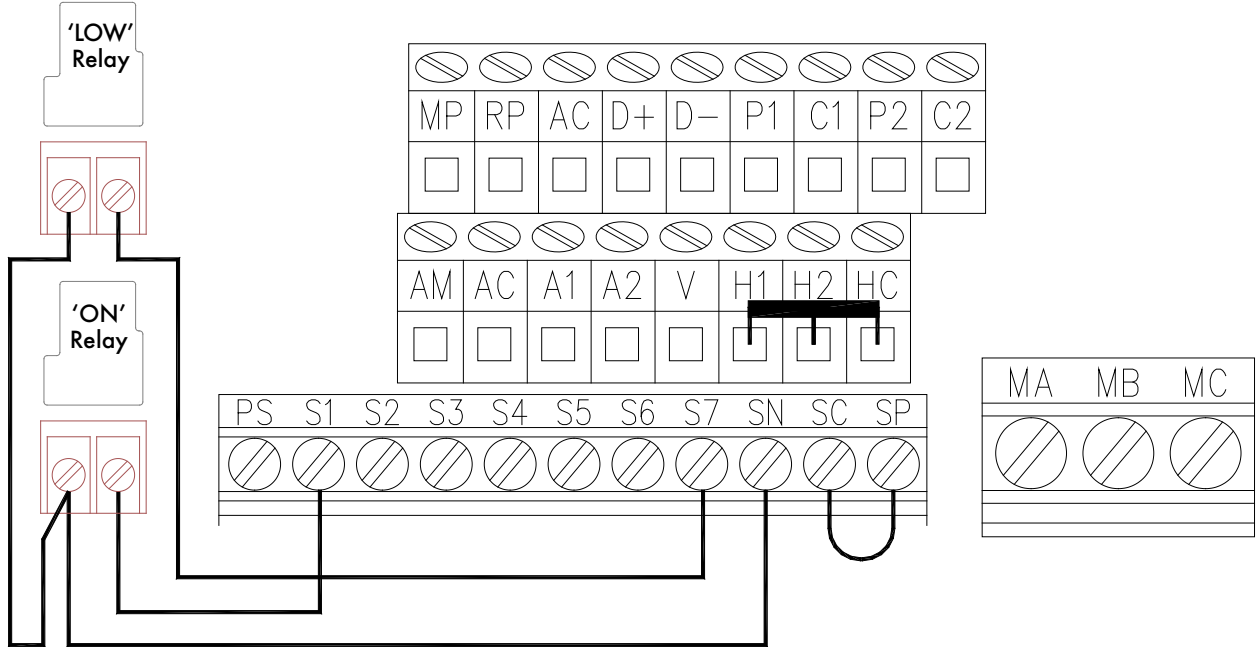 ‘LOW’
Relay
‘ON’
Relay
MP RP AC D+ D– P1 C1 P2 C2
AM AC A1 A2 V H1 H2 HC
PS S1 S2 S3 S4 S5 S6 S7 SN SC SP
MA MB MC